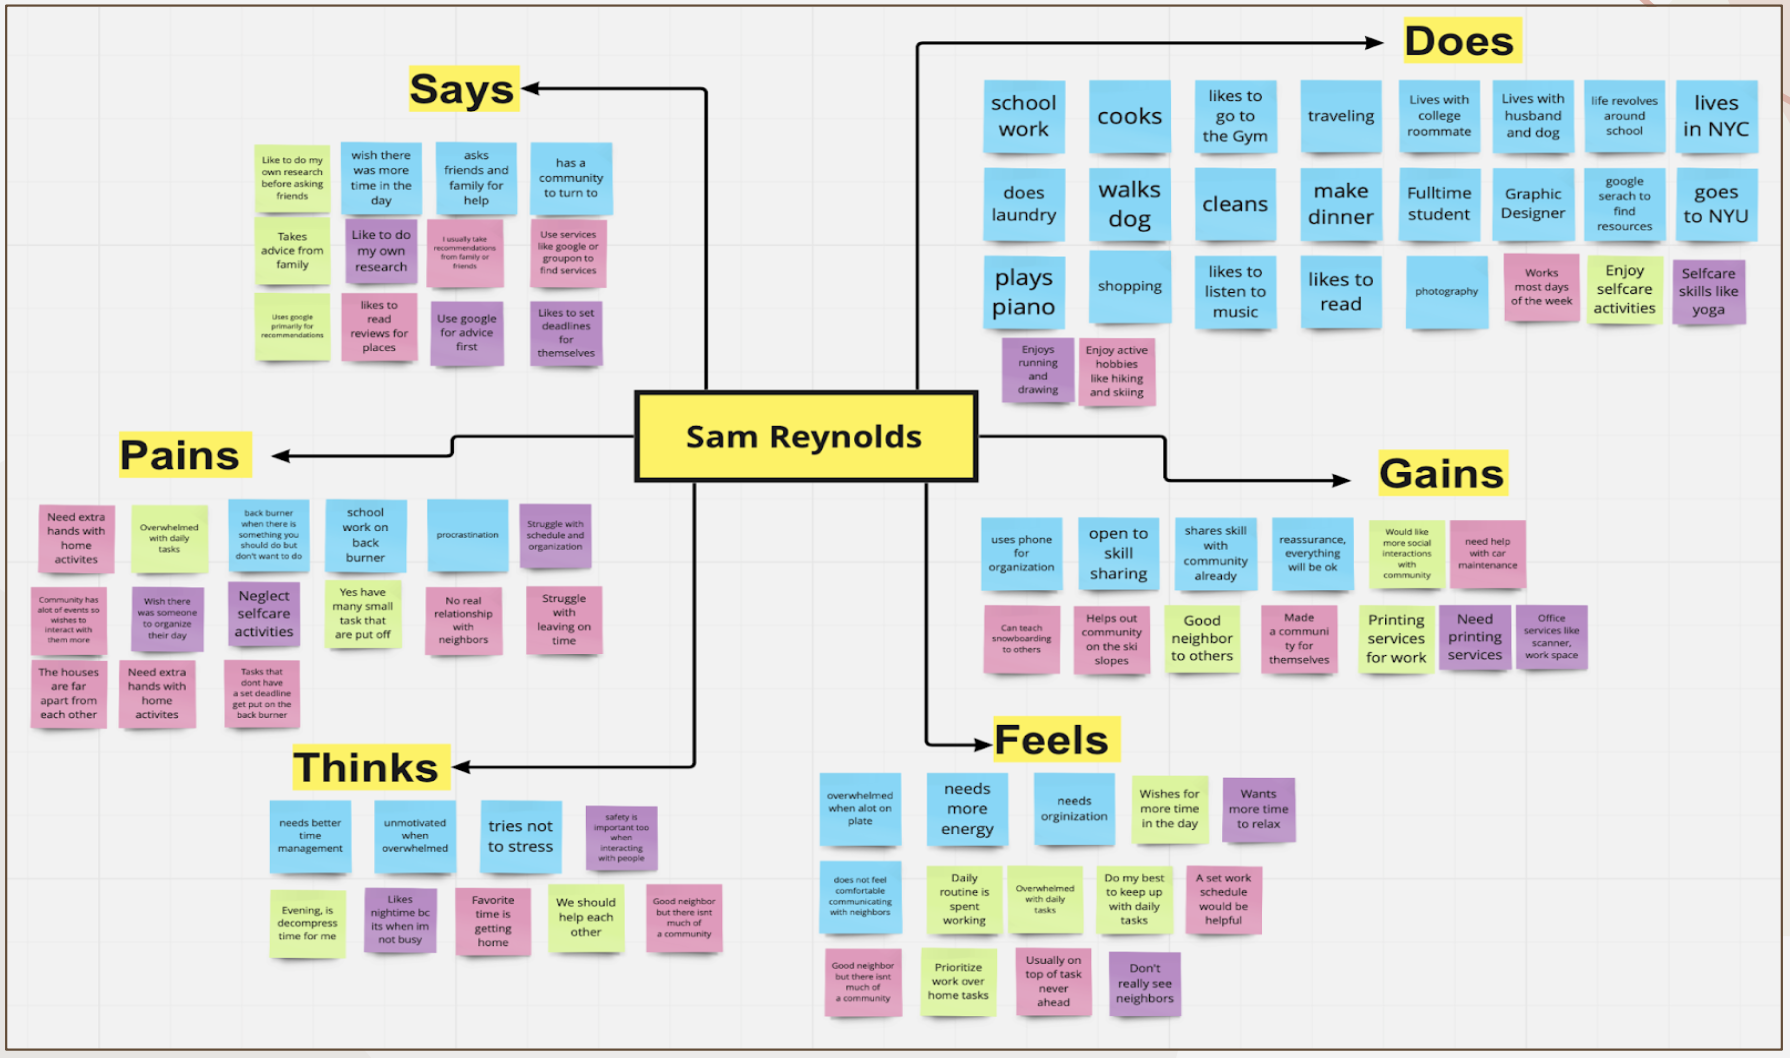 Does
school
work
cooks
likes to
go to
the Gym
traveling
Lives with
college
roommate
Lives with
husband
and dog
life revolves
around
school
lives
in NYC
does
laundry
walks
dog
cleans
make
dinner
Fulltime
student
Graphic
Designer
google
serach to
find
resources
goes
to NYU
plays
piano
shopping
likes to
listen to
music
likes to
read
photography
Works
most days
of the week
Enjoy
selfcare
activities
Selfcare
skills like
yoga
Enjoys
running
and
drawing
Enjoy active
hobbies
like hiking
and skiing
Says
Like to do my
own research
before asking
friends
wish there
was more
time in the
day
asks
friends and
family for
help
has a
community
to turn to
Takes
advice from
family
Like to do
my own
research
I usually take
recommendations
from family or
friends
Use services
like google or
groupon to
find services
Uses google
primarily for
recommendations
likes to
read
reviews for
places
Use google
for advice
first
Likes to set
deadlines
for
themselves
Sam Reynolds
Pains
Need extra
hands with
home
activites
Overwhelmed
with daily
tasks
back burner
when there is
something you
should do but
don't want to do
school
work on
back
burner
procrastination
Struggle with
schedule and
organization
Community has
alot of events so
wishes to
interact with
them more
Wish there
was someone
to organize
their day
Neglect
selfcare
activities
Yes have
many small
task that
are put off
No real
relationship
with
neighbors
Struggle
with
leaving on
time
The houses
are far
apart from
each other
Need extra
hands with
home
activites
Tasks that
dont have
a set deadline
get put on the
back burner
Gains
uses phone
for
organization
open to
skill
sharing
shares skill
with
community
already
reassurance,
everything
will be ok
Would like
more social
interactions
with
community
need help
with car
maintenance
Can teach
snowboarding
to others
Helps out
community
on the ski
slopes
Good
neighbor
to others
Made
a communi
ty for
themselves
Printing
services
for work
Need
printing
services
Office
services like
scanner,
work space
Thinks
needs better
time
management
unmotivated
when
overwhelmed
tries not
to stress
safety is
important too
when
interacting
with people
Evening, is
decompress
time for me
Likes
nightime bc
its when im
not busy
Favorite
time is
getting
home
We should
help each
other
Good neighbor
but there isnt
much of
a community
Feels
overwhelmed
when alot on
plate
needs
more
energy
needs
orginization
Wishes for
more time
in the day
Wants
more time
to relax
does not feel
comfortable
communicating
with neighbors
Daily
routine is
spent
working
Overwhelmed
with daily
tasks
Do my best
to keep up
with daily
tasks
A set work
schedule
would be
helpful
Good neighbor
but there isnt
much of
a community
Prioritize
work over
home tasks
Usually on
top of task
never
ahead
Don't
really see
neighbors